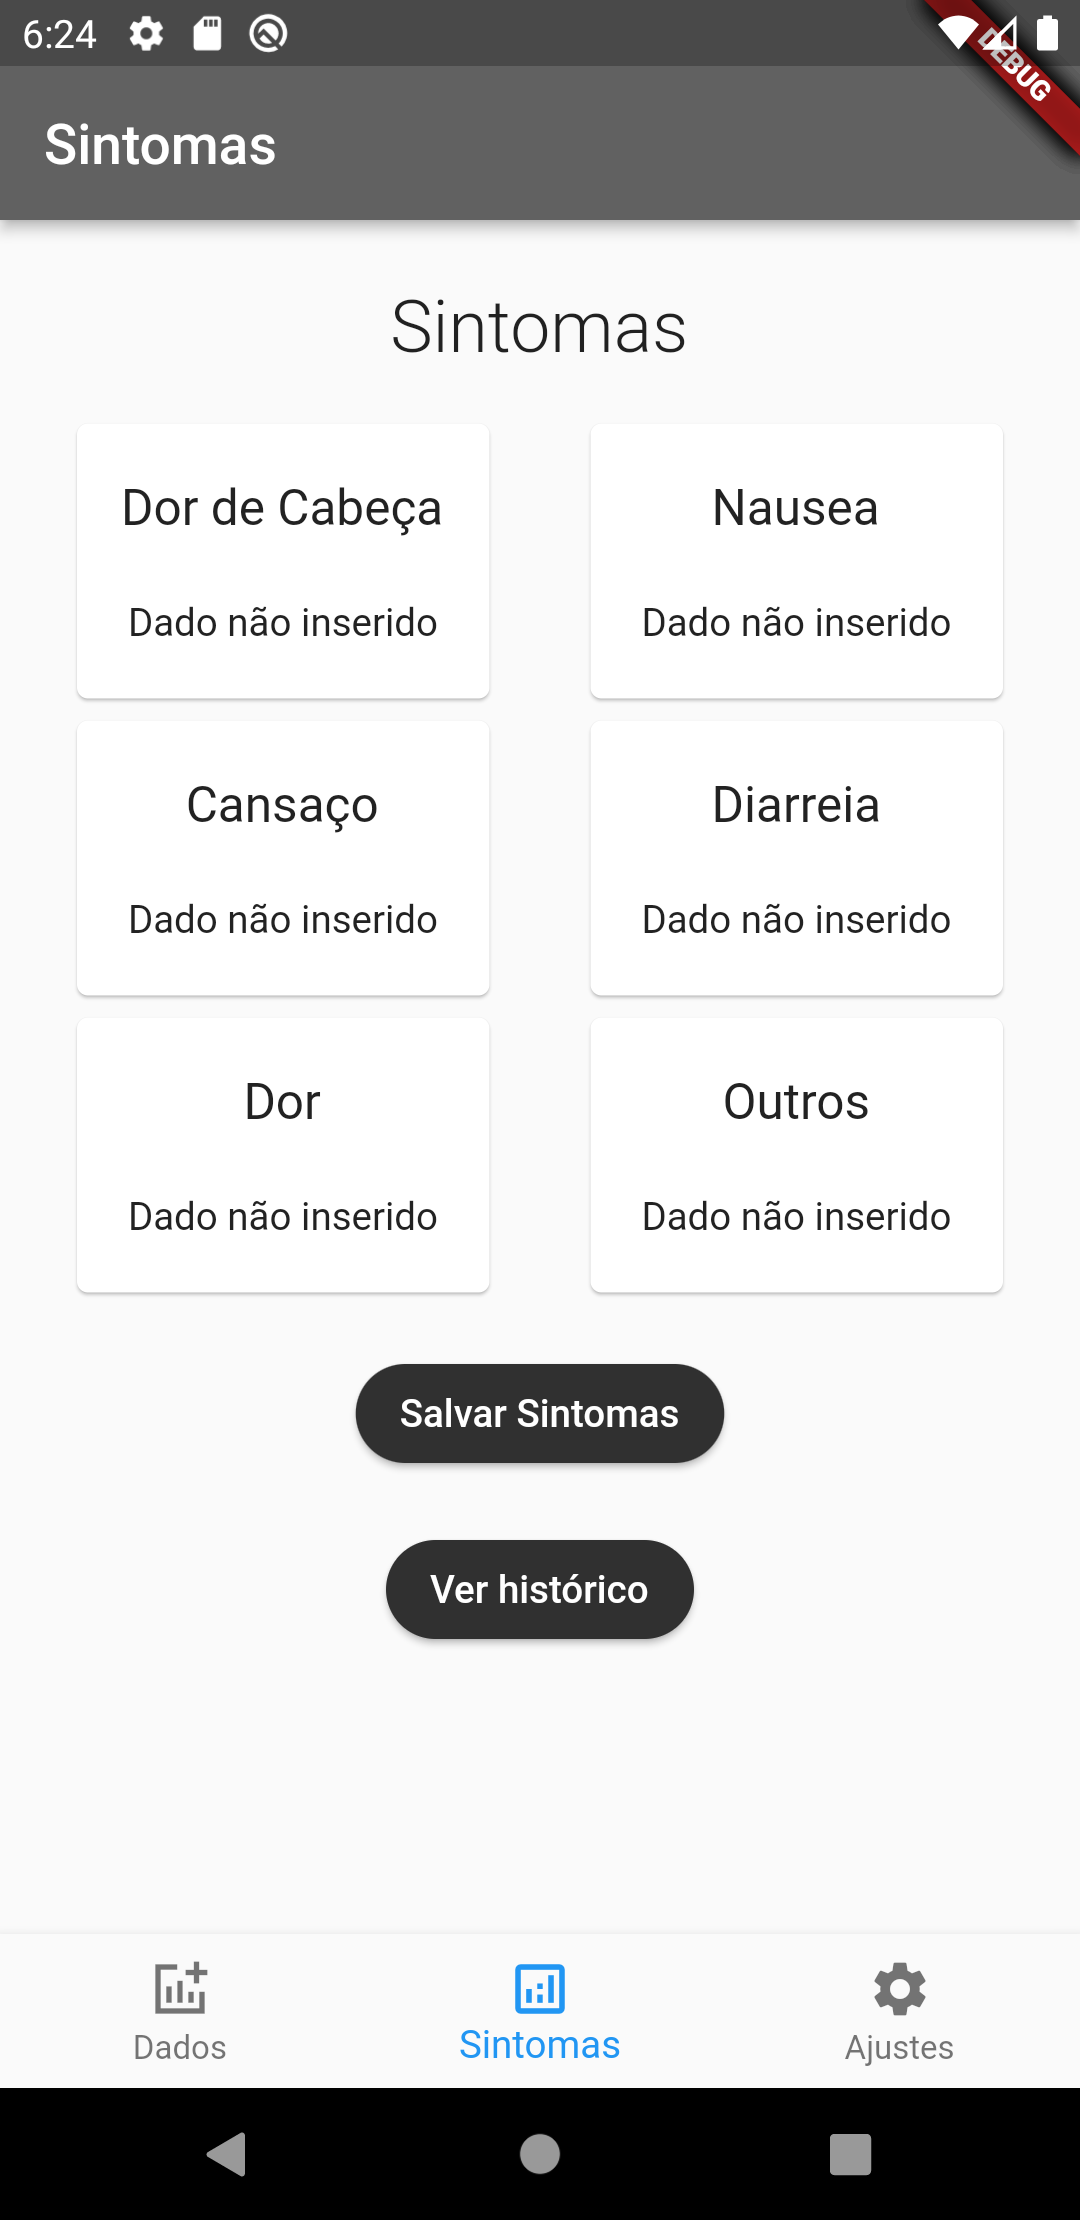 6:24
DEBUG
Sintomas
Sintomas
Dor de Cabeça
Nausea
Dado não inserido
Dado não inserido
Cansaço
Diarreia
Dado não inserido
Dado não inserido
Dor
Outros
Dado não inserido
Dado não inserido
Salvar Sintomas
Ver histórico
Dados
Sintomas
Ajustes